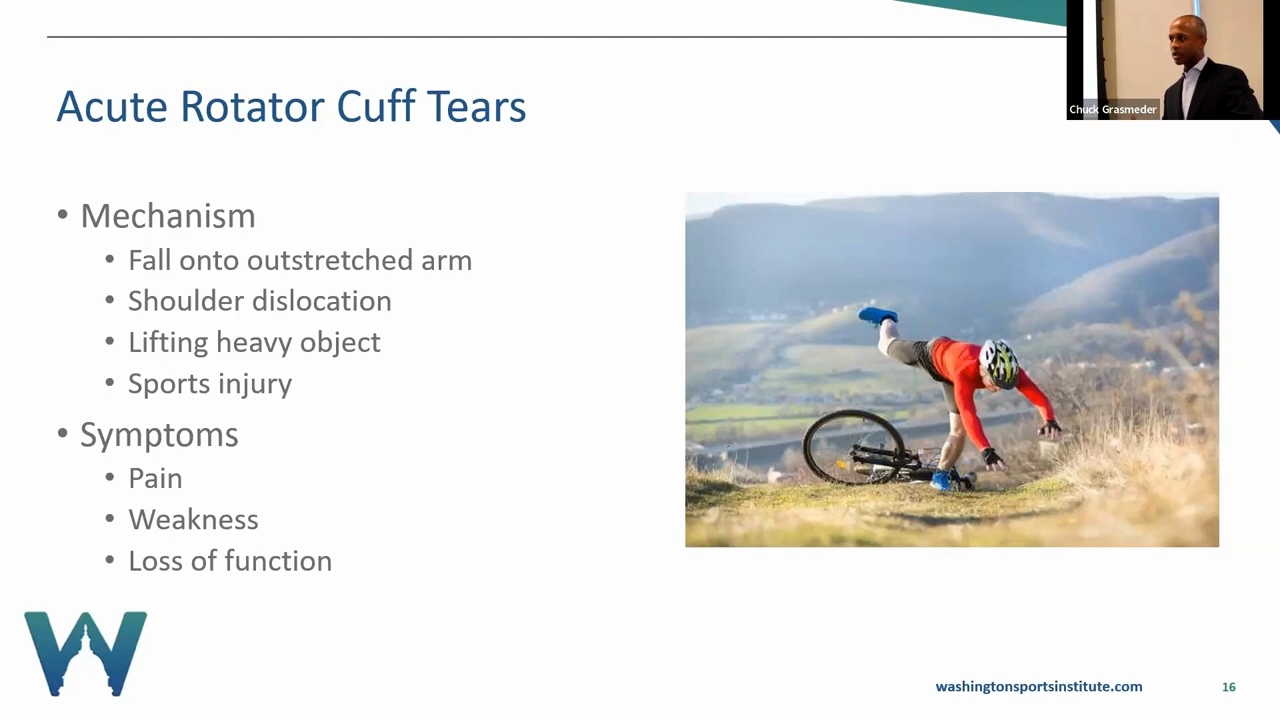 Chuck Grasmeder
Acute Rotator Cuff Tears
• Mechanism
• Fall onto outstretched arm
• Shoulder dislocation
• Lifting heavy object
• Sports injury
• Symptoms
• Pain
• Weakness
• Loss of function
W
washingtonsportsinstitute.com
16